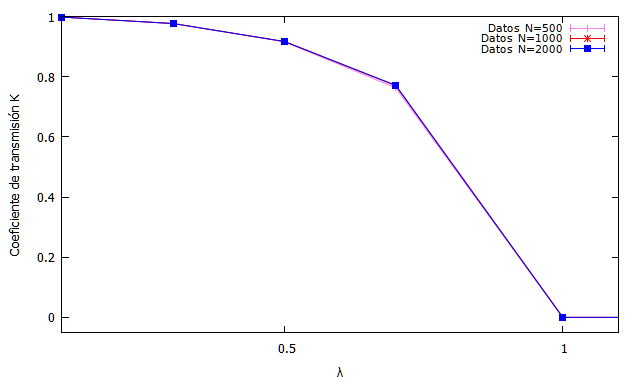 Datos N=500
Datos N=1000
Datos N=2000
1
0.8
0.6
0.4
0.2
0
Coeficiente de transmisión K
0.5
1
λ